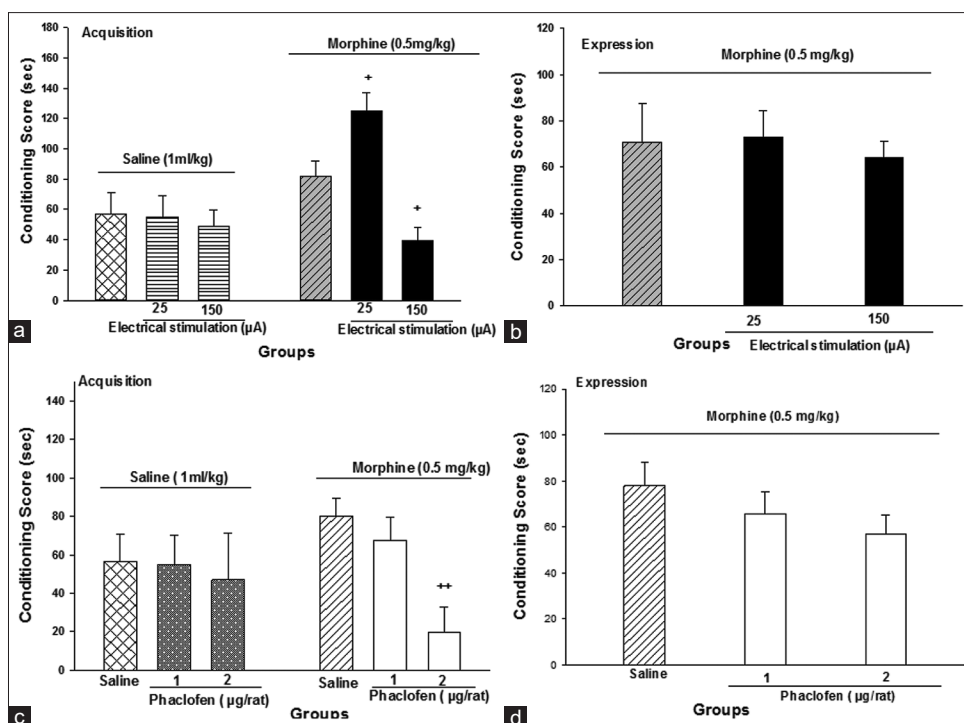 Acquisition
Morphine (0.5mg/kg)
Saline (1ml/kg)
Conditioning Score (sec)
180
160
140
120
100
80
60
40
20
0
+
+
25 150
25 150
Electrical stimulation (µA)
Electrical stimulation (µA)
Groups
a
Expression
Morphine (0.5 mg/kg)
Conditioning Score (sec)
120
100
80
60
40
20
0
25 150
Groups
Electrical stimulation (µA)
b
Acquisition
Saline (1ml/kg)
Morphine (0.5 mg/kg)
Conditioning Score (sec)
140
120
100
80
60
40
20
0
++
Saline 1 2 Saline 1 2
Phaclofen ( µg/rat) Phaclofen ( µg/rat)
Groups
c
Expression
Morphine (0.5 mg/kg)
Conditioning Score (sec)
120
100
80
60
40
20
0
Saline 1 2
Phaclofen ( µg/rat)
Groups
d